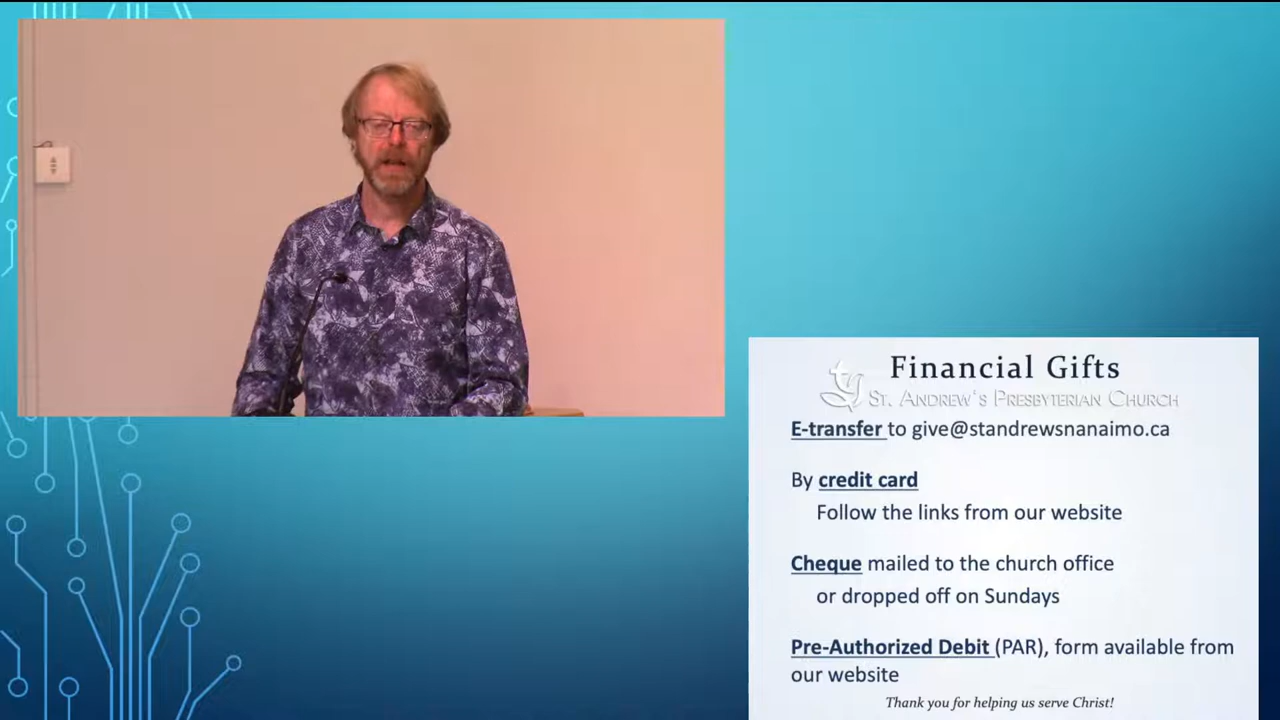 Financial Gifts
St. Andrew's Presbyterian Church
E-transfer to give@standrewsnanaimo.ca
By credit card
Follow the links from our website
Cheque mailed to the church office
or dropped off on Sundays
Pre-Authorized Debit (PAR), form available from
our website
Thank you for helping us serve Christ!